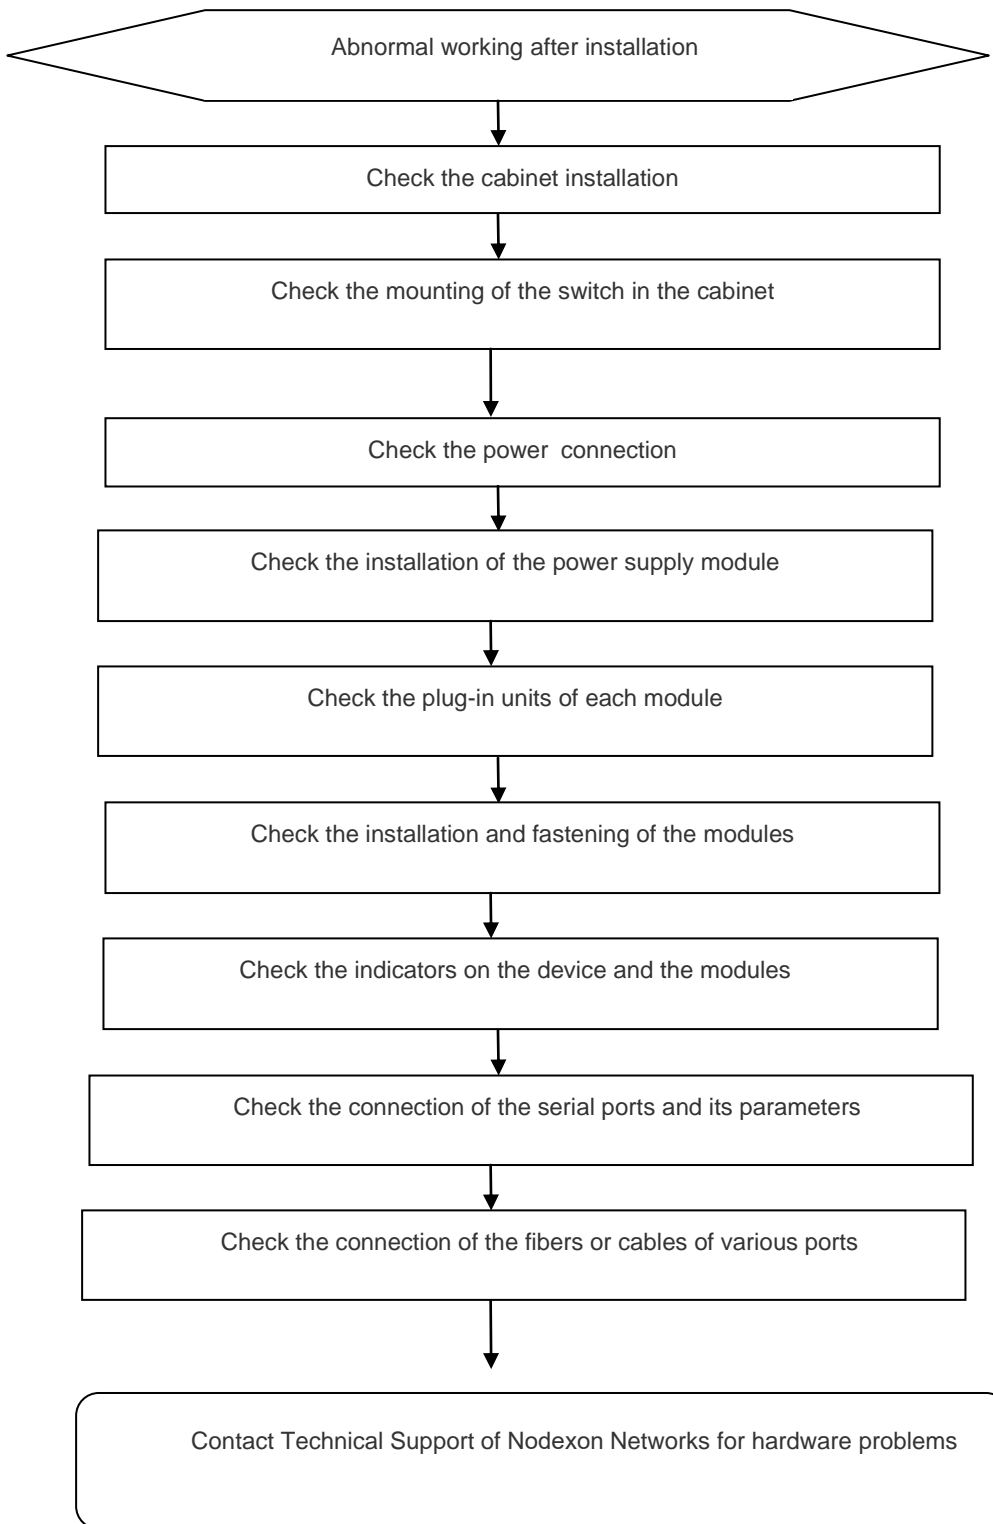 Abnormal working after installation
Check the cabinet installation
Check the mounting of the switch in the cabinet
Check the power  connection
Check the installation of the power supply module
Check the plug-in units of each module
Check the installation and fastening of the modules
Check the indicators on the device and the modules
Check the connection of the serial ports and its parameters
Check the connection of the fibers or cables of various ports
Contact Technical Support of Nodexon Networks for hardware problems